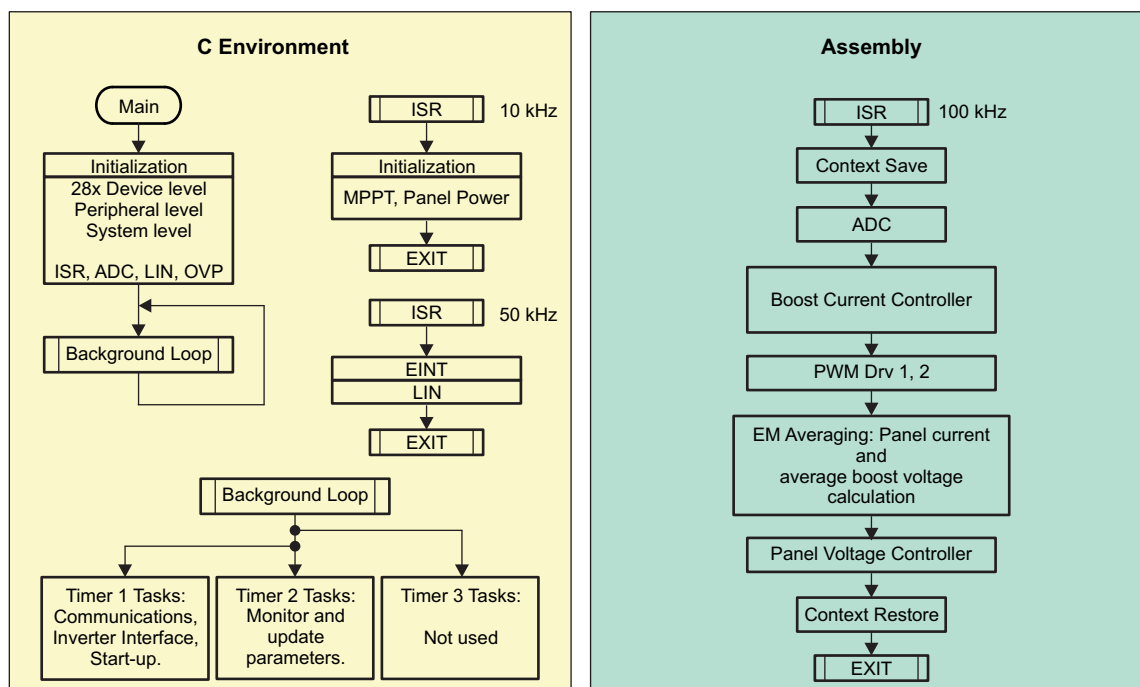 C Environment
Main
Initialization
28x Device level
Peripheral level
System level
ISR, ADC, LIN, OVP
Background Loop
ISR
10 kHz
Initialization
MPPT, Panel Power
EXIT
ISR
50 kHz
EINT
LIN
EXIT
Background Loop
Timer 1 Tasks:
Communications,
Inverter Interface,
Start-up.
Timer 2 Tasks:
Monitor and
update
parameters.
Timer 3 Tasks:
Not used
Assembly
ISR
100 kHz
Context Save
ADC
Boost Current Controller
PWM Drv 1, 2
EM Averaging: Panel current
and
average boost voltage
calculation
Panel Voltage Controller
Context Restore
EXIT